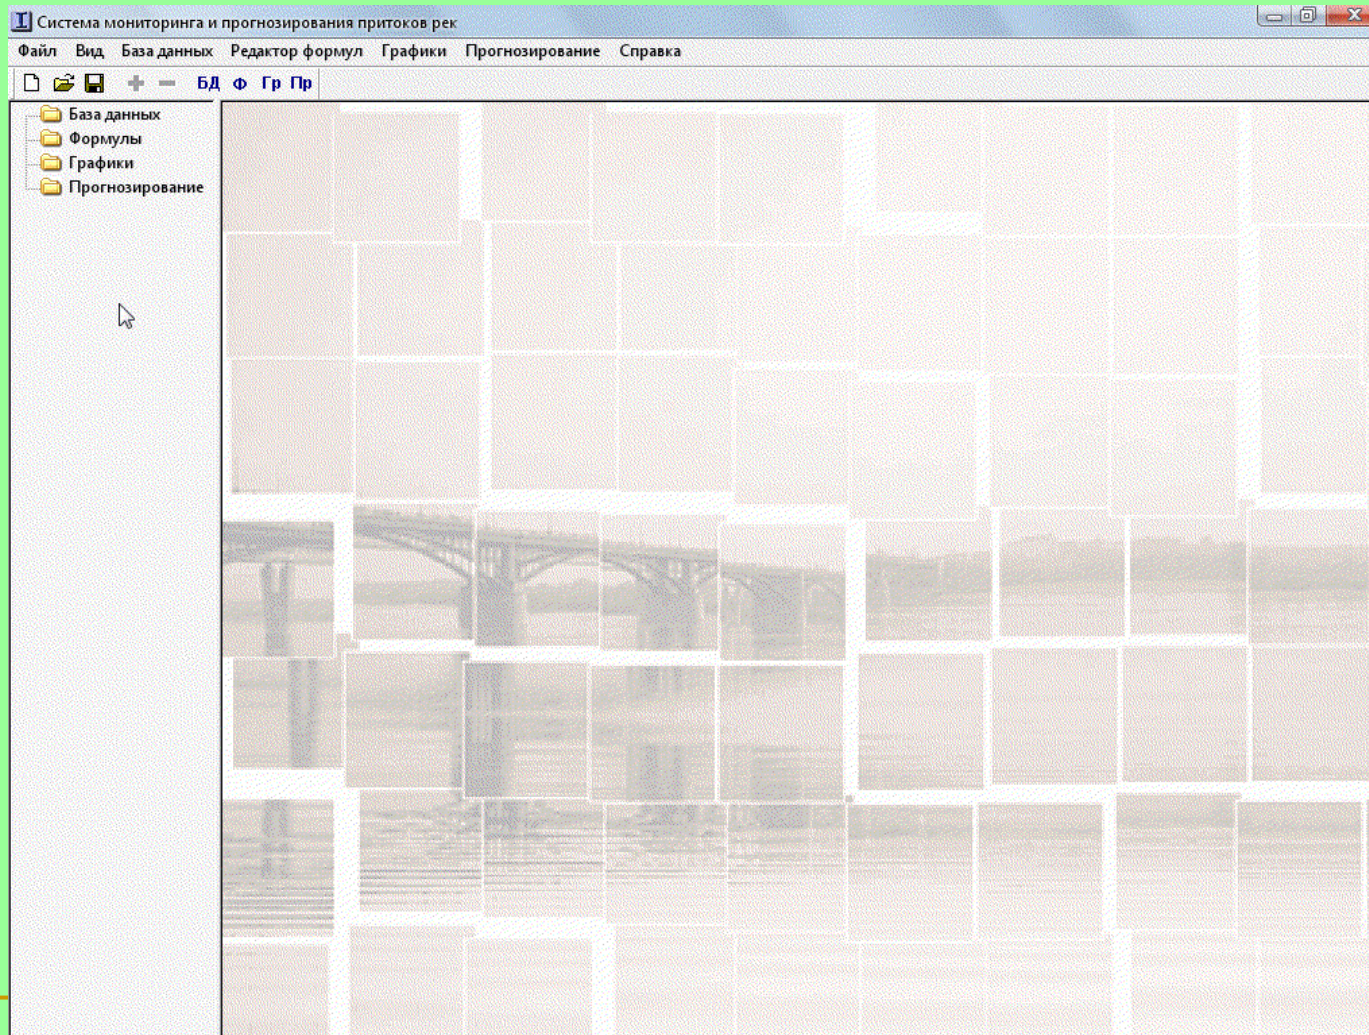 Система мониторинга и прогнозирования притоков рек
Файл Вид База данных Редактор формул Графики Прогнозирование Справка
БД Ф Гр Пр
База данных
Формулы
Графики
Прогнозирование